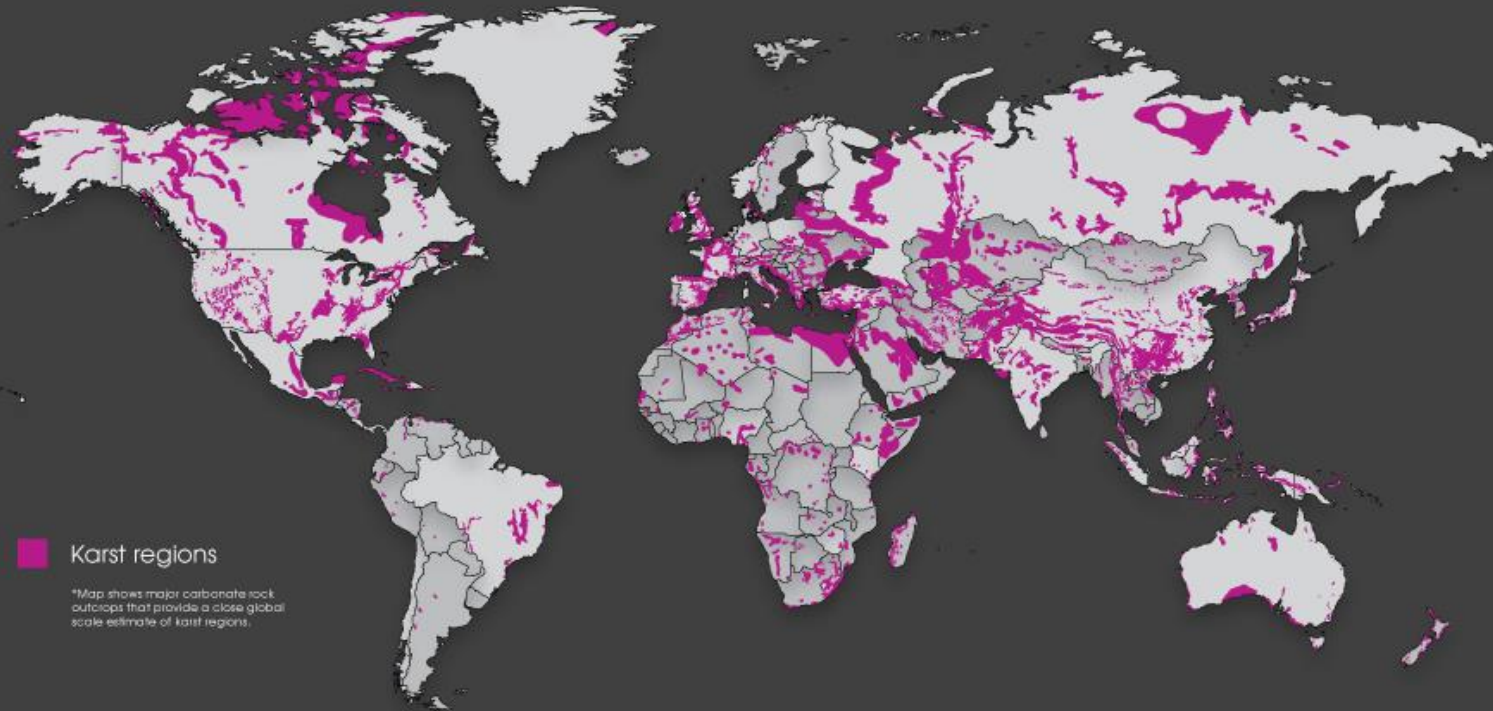 Karst regions
*Map shows major carbonate rock
outcrops that provide a close global
scale estimate of karst regions.